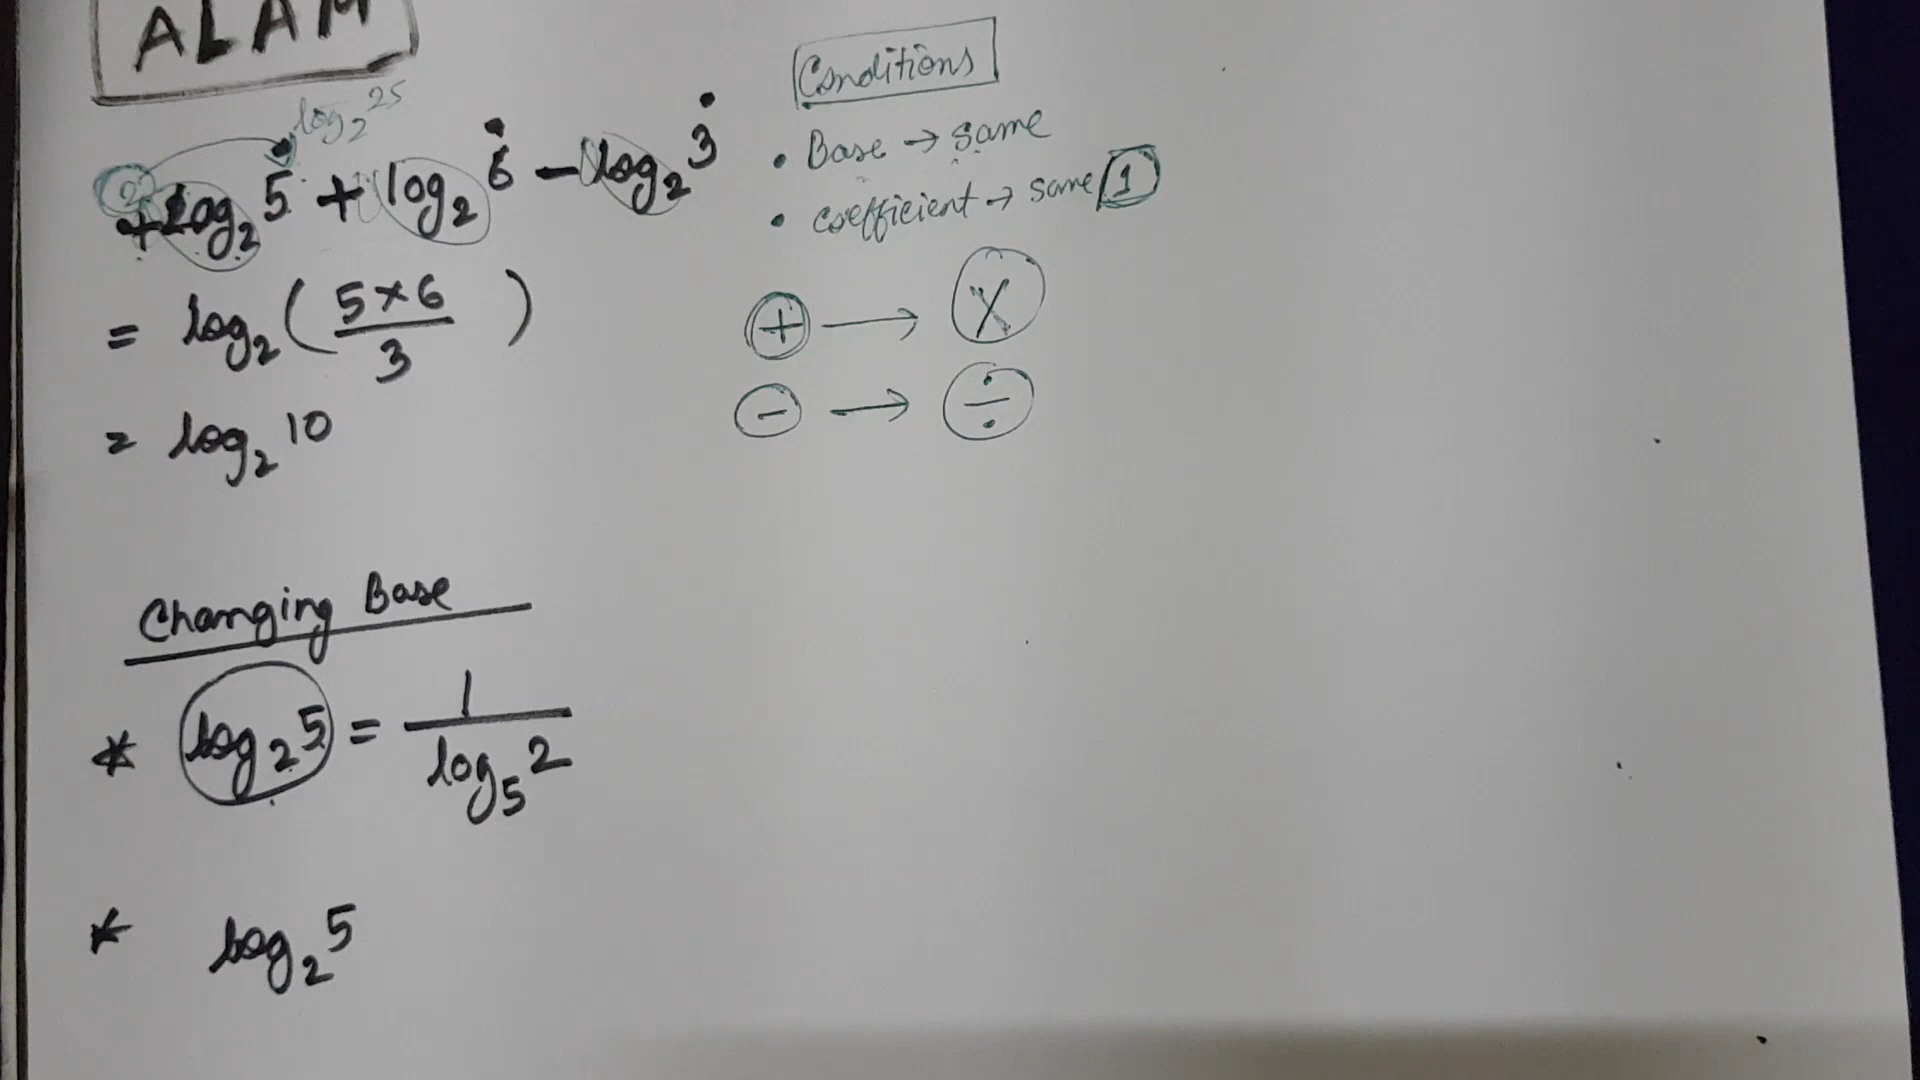 ALAM
log₂25
+log₂5 + log₂6 - log₂3
= log₂(5×6/3)
= log₂10
Conditions
• Base → same
• coefficient → same 1
+ → X
- → ÷
Changing Base
* log₂5 = 1/log₅2
* log₂5